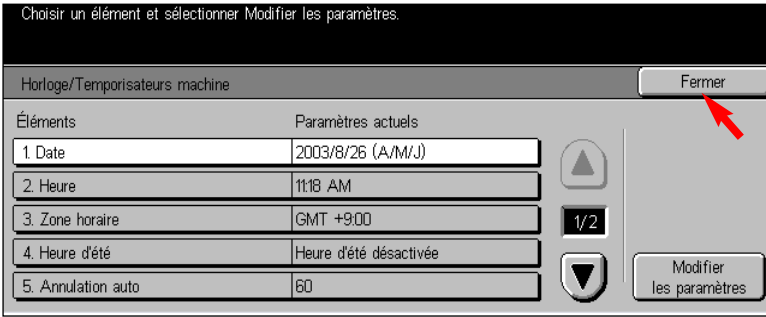 Choisir un élément et sélectionner Modifier les paramètres.
Horloge/Temporisateurs machine
Fermer
Éléments Paramètres actuels
1. Date 2003/8/26 (A/M/J)
2. Heure 11:18 AM
3. Zone horaire GMT +9:00
1/2
4. Heure d'été Heure d'été désactivée
5. Annulation auto 60
Modifier
les paramètres